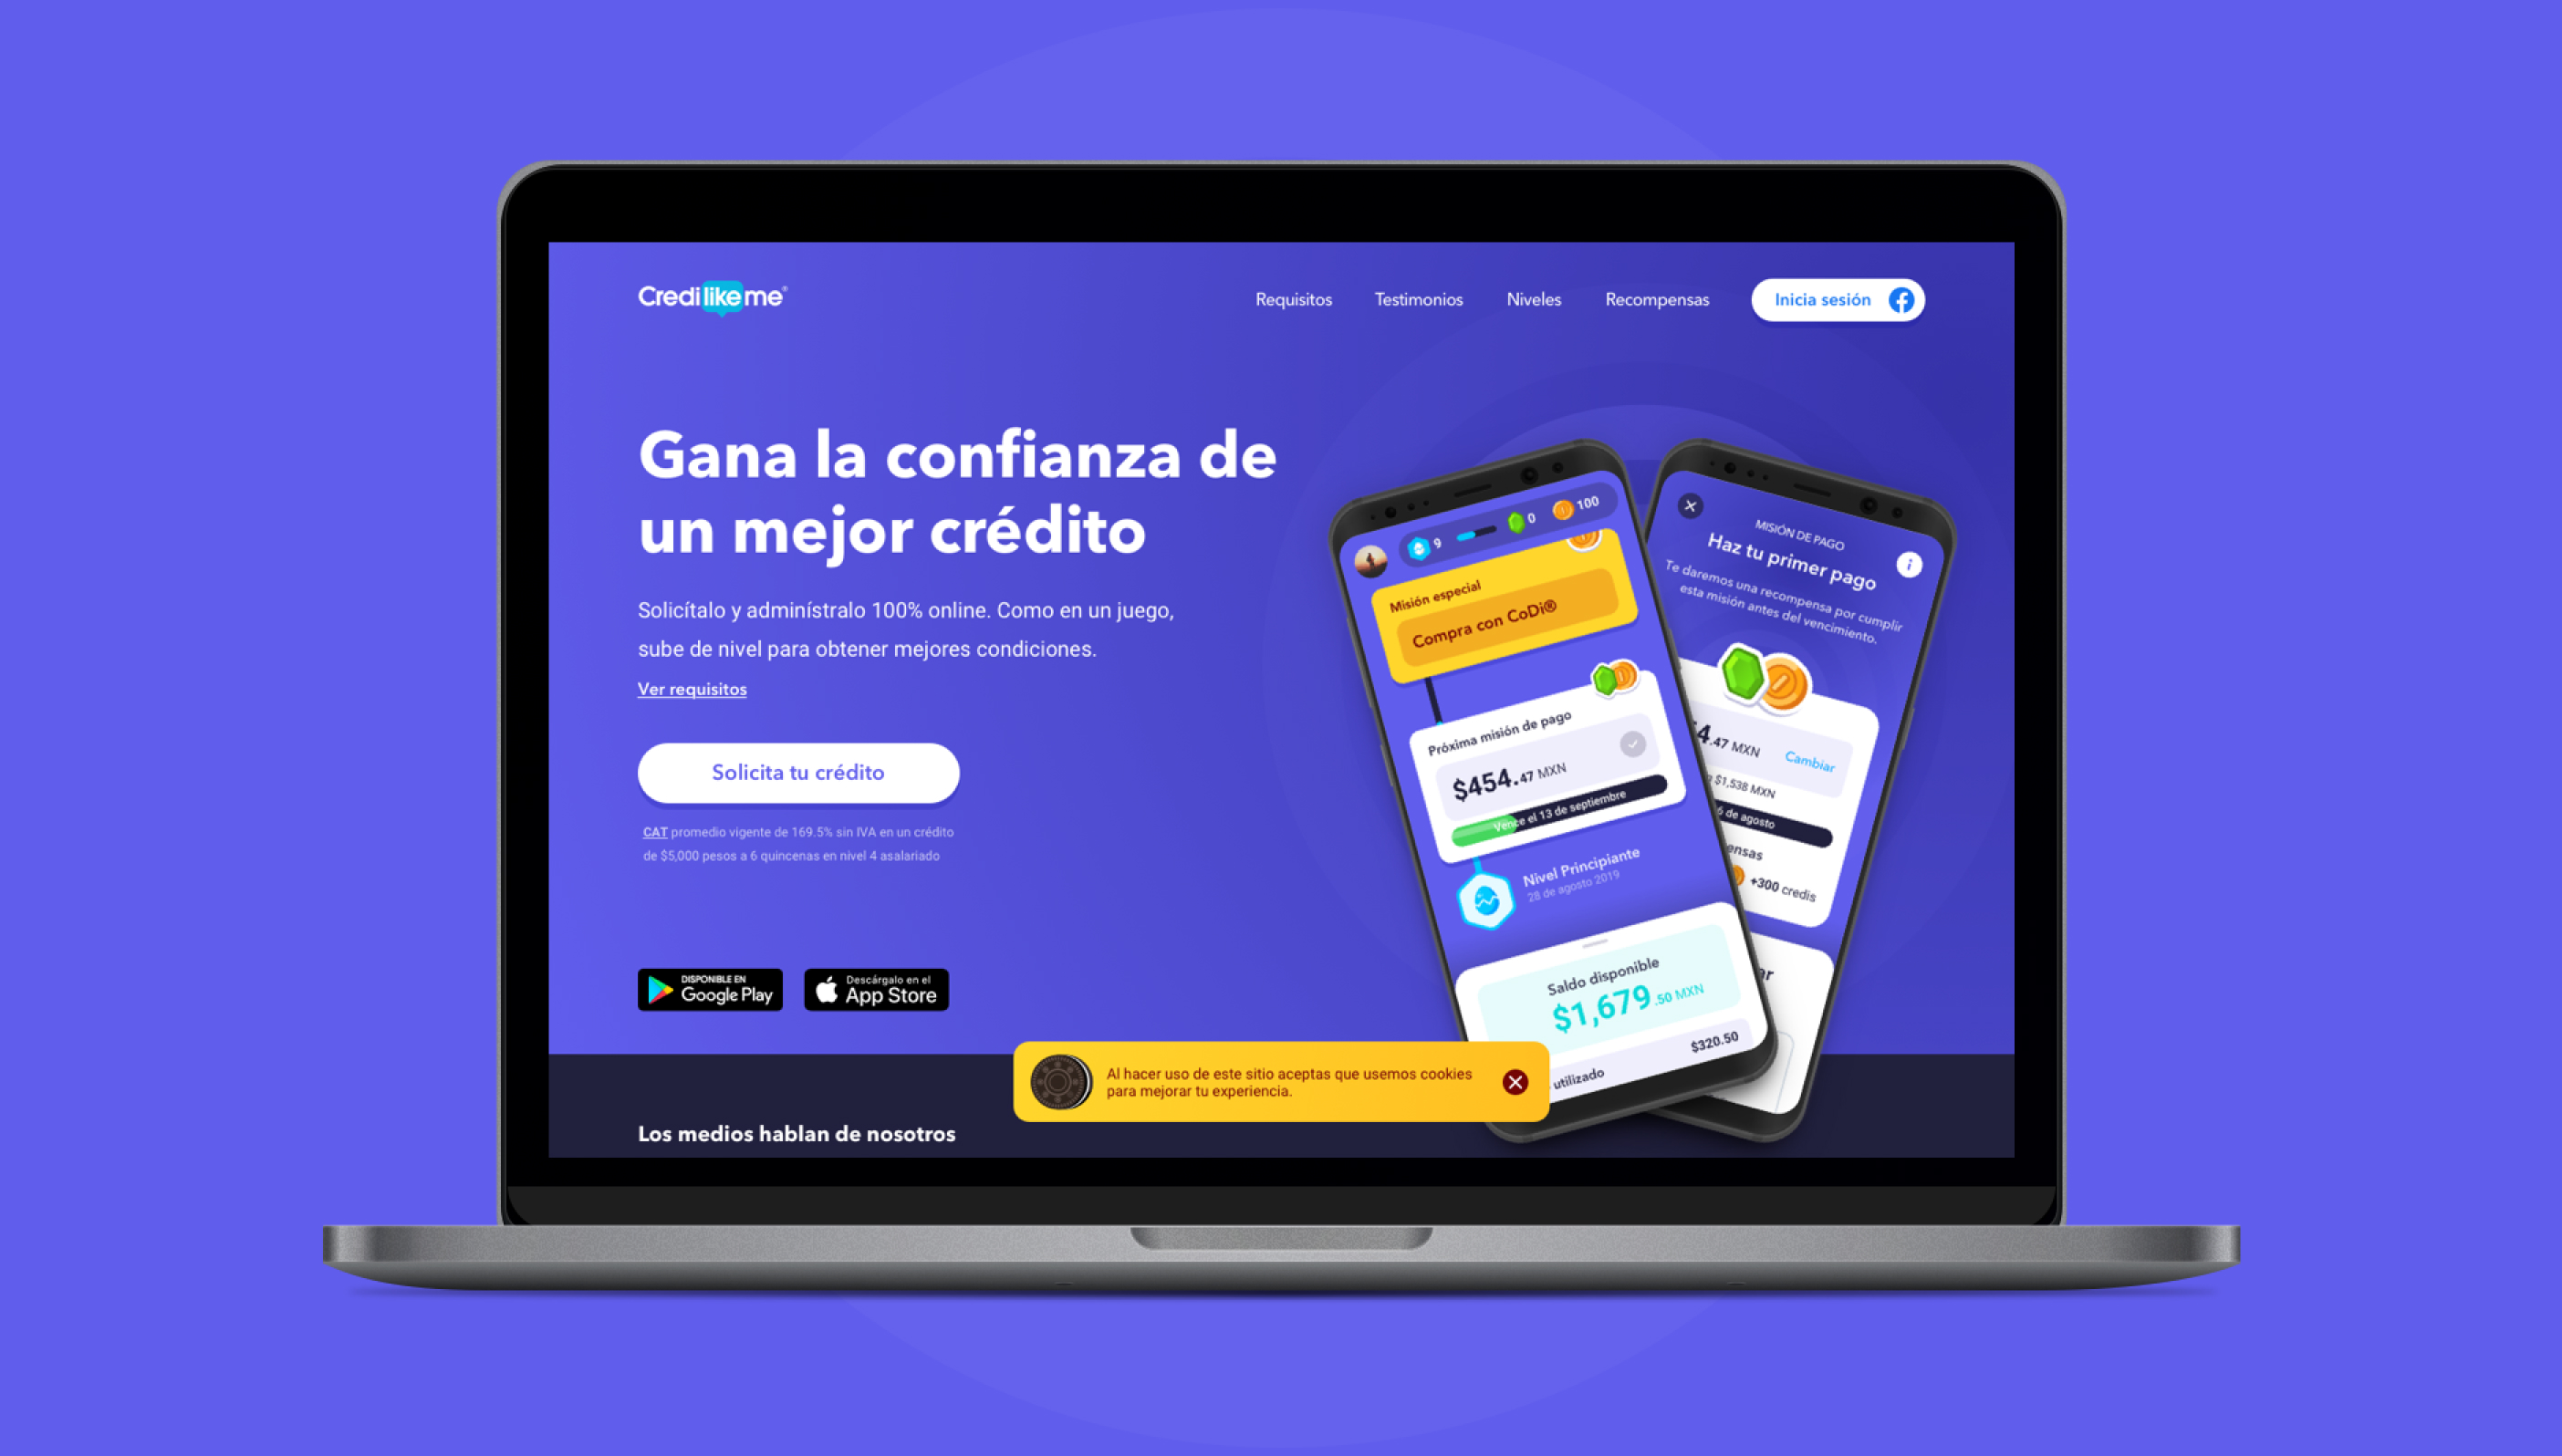 Credilikeme®
Requisitos
Testimonios
Niveles
Recompensas
Inicia sesión
Gana la confianza de
un mejor crédito
Solicítalo y adminístralo 100% online. Como en un juego,
sube de nivel para obtener mejores condiciones.
Ver requisitos
Solicita tu crédito
CAT promedio vigente de 169.5% sin IVA en un crédito
de $5,000 pesos a 6 quincenas en nivel 4 asalariado
DISPONIBLE EN
Google Play
Descárgalo en el
App Store
9
0
100
Misión especial
Compra con CoDi®
Próxima misión de pago
$454.47 MXN
Vence el 13 de septiembre
Nivel Principiante
28 de agosto 2019
Saldo disponible
$1,679.50 MXN
$320.50
utilizado
MISIÓN DE PAGO
Haz tu primer pago
Te daremos una recompensa por cumplir
esta misión antes del vencimiento.
4.47 MXN
Cambiar
$1,538 MXN
6 de agosto
ensas
+300 credis
ar
Al hacer uso de este sitio aceptas que usemos cookies
para mejorar tu experiencia.
Los medios hablan de nosotros